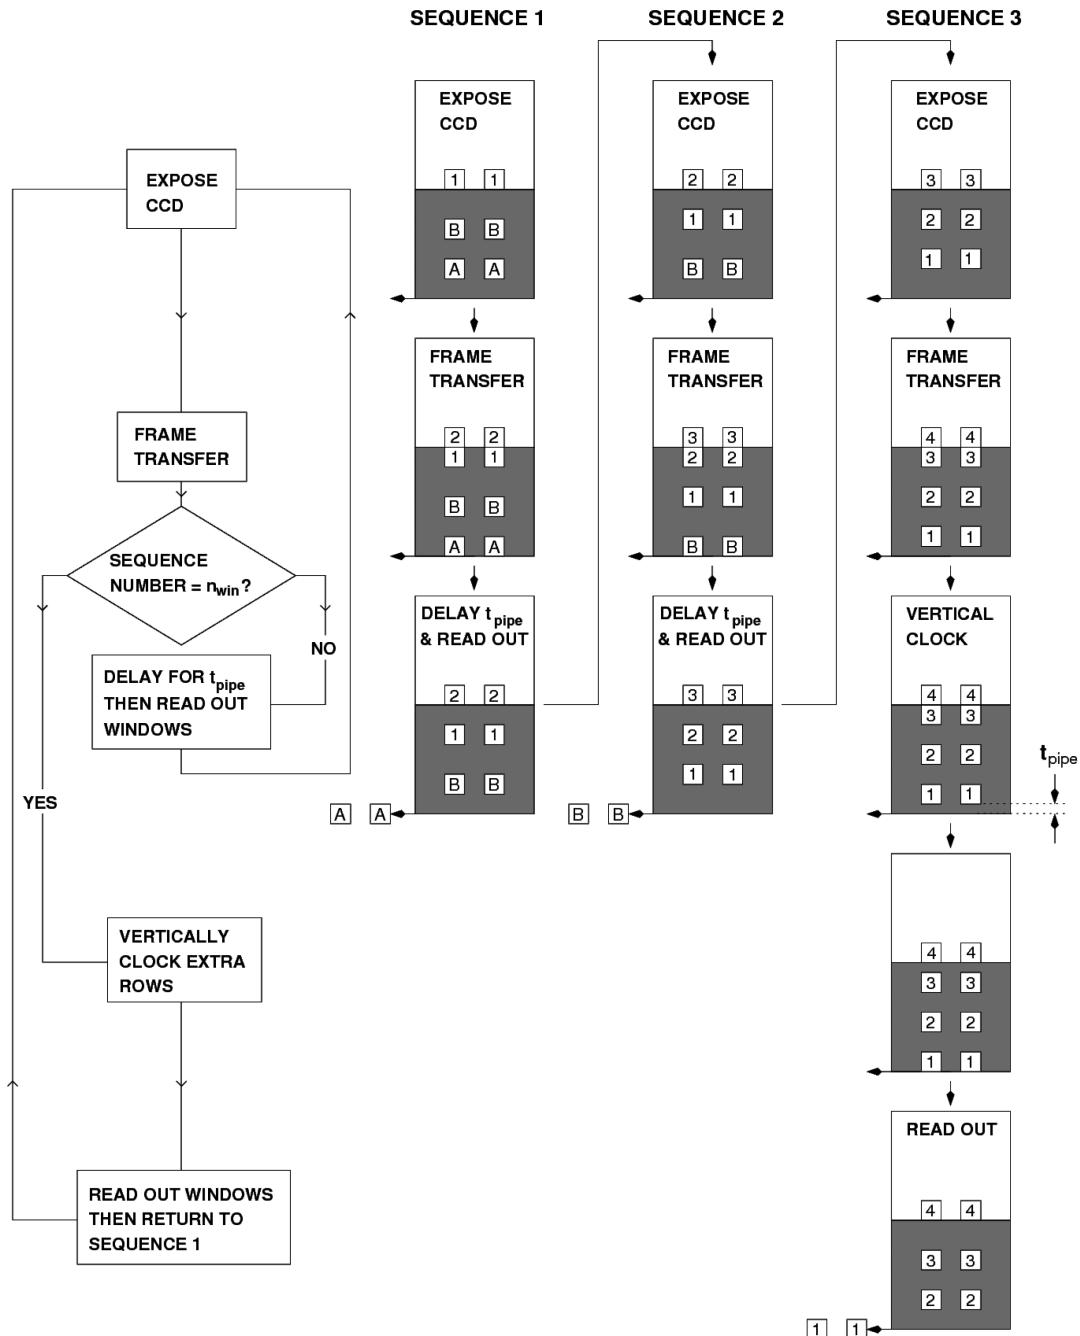 SEQUENCE 1
SEQUENCE 2
SEQUENCE 3
EXPOSE
CCD
FRAME
TRANSFER
SEQUENCE
NUMBER = nwin?
NO
DELAY FOR tpipe
THEN READ OUT
WINDOWS
YES
VERTICALLY
CLOCK EXTRA
ROWS
READ OUT WINDOWS
THEN RETURN TO
SEQUENCE 1
EXPOSE
CCD
1 1
B B
A A
FRAME
TRANSFER
2 2
1 1
B B
A A
DELAY tpipe
& READ OUT
2 2
1 1
B B
A A
EXPOSE
CCD
2 2
1 1
B B
FRAME
TRANSFER
3 3
2 2
1 1
B B
DELAY tpipe
& READ OUT
3 3
2 2
1 1
B B
EXPOSE
CCD
3 3
2 2
1 1
FRAME
TRANSFER
4 4
3 3
2 2
1 1
VERTICAL
CLOCK
4 4
3 3
2 2
1 1
tpipe
4 4
3 3
2 2
1 1
READ OUT
4 4
3 3
2 2
1 1